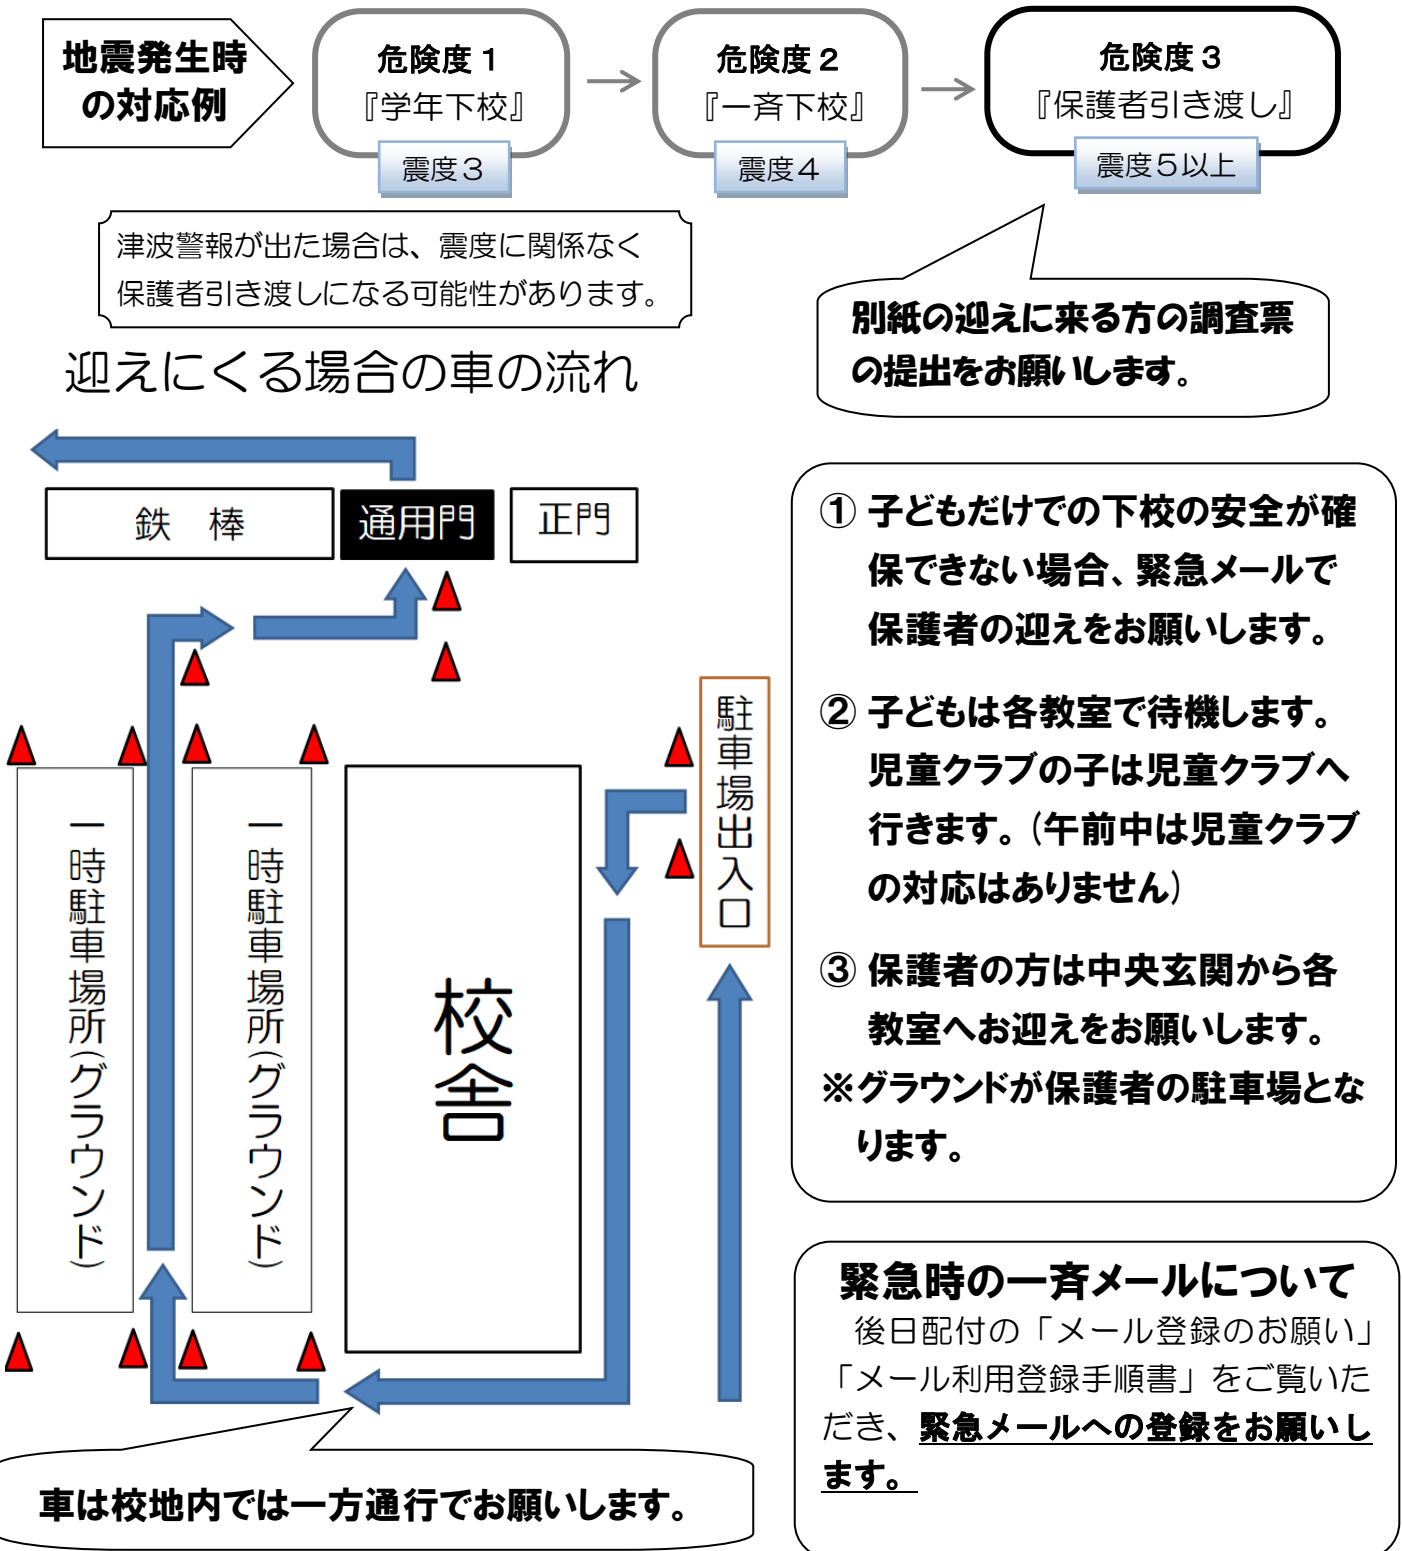 地震発生時
の対応例
危険度１
『学年下校』
震度３
危険度２
『一斉下校』
震度４
危険度３
『保護者引き渡し』
震度５以上
津波警報が出た場合は、震度に関係なく
保護者引き渡しになる可能性があります。
別紙の迎えに来る方の調査票
の提出をお願いします。
迎えにくる場合の車の流れ
鉄　棒
通用門
正門
駐車場出入口
一時駐車場所(グラウンド)
一時駐車場所(グラウンド)
校舎
車は校地内では一方通行でお願いします。
① 子どもだけでの下校の安全が確
保できない場合、緊急メールで
保護者の迎えをお願いします。
② 子どもは各教室で待機します。
児童クラブの子は児童クラブへ
行きます。(午前中は児童クラブ
の対応はありません)
③ 保護者の方は中央玄関から各
教室へお迎えをお願いします。
※グラウンドが保護者の駐車場とな
ります。
緊急時の一斉メールについて
後日配付の「メール登録のお願い」
「メール利用登録手順書」をご覧いた
だき、緊急メールへの登録をお願いし
ます。